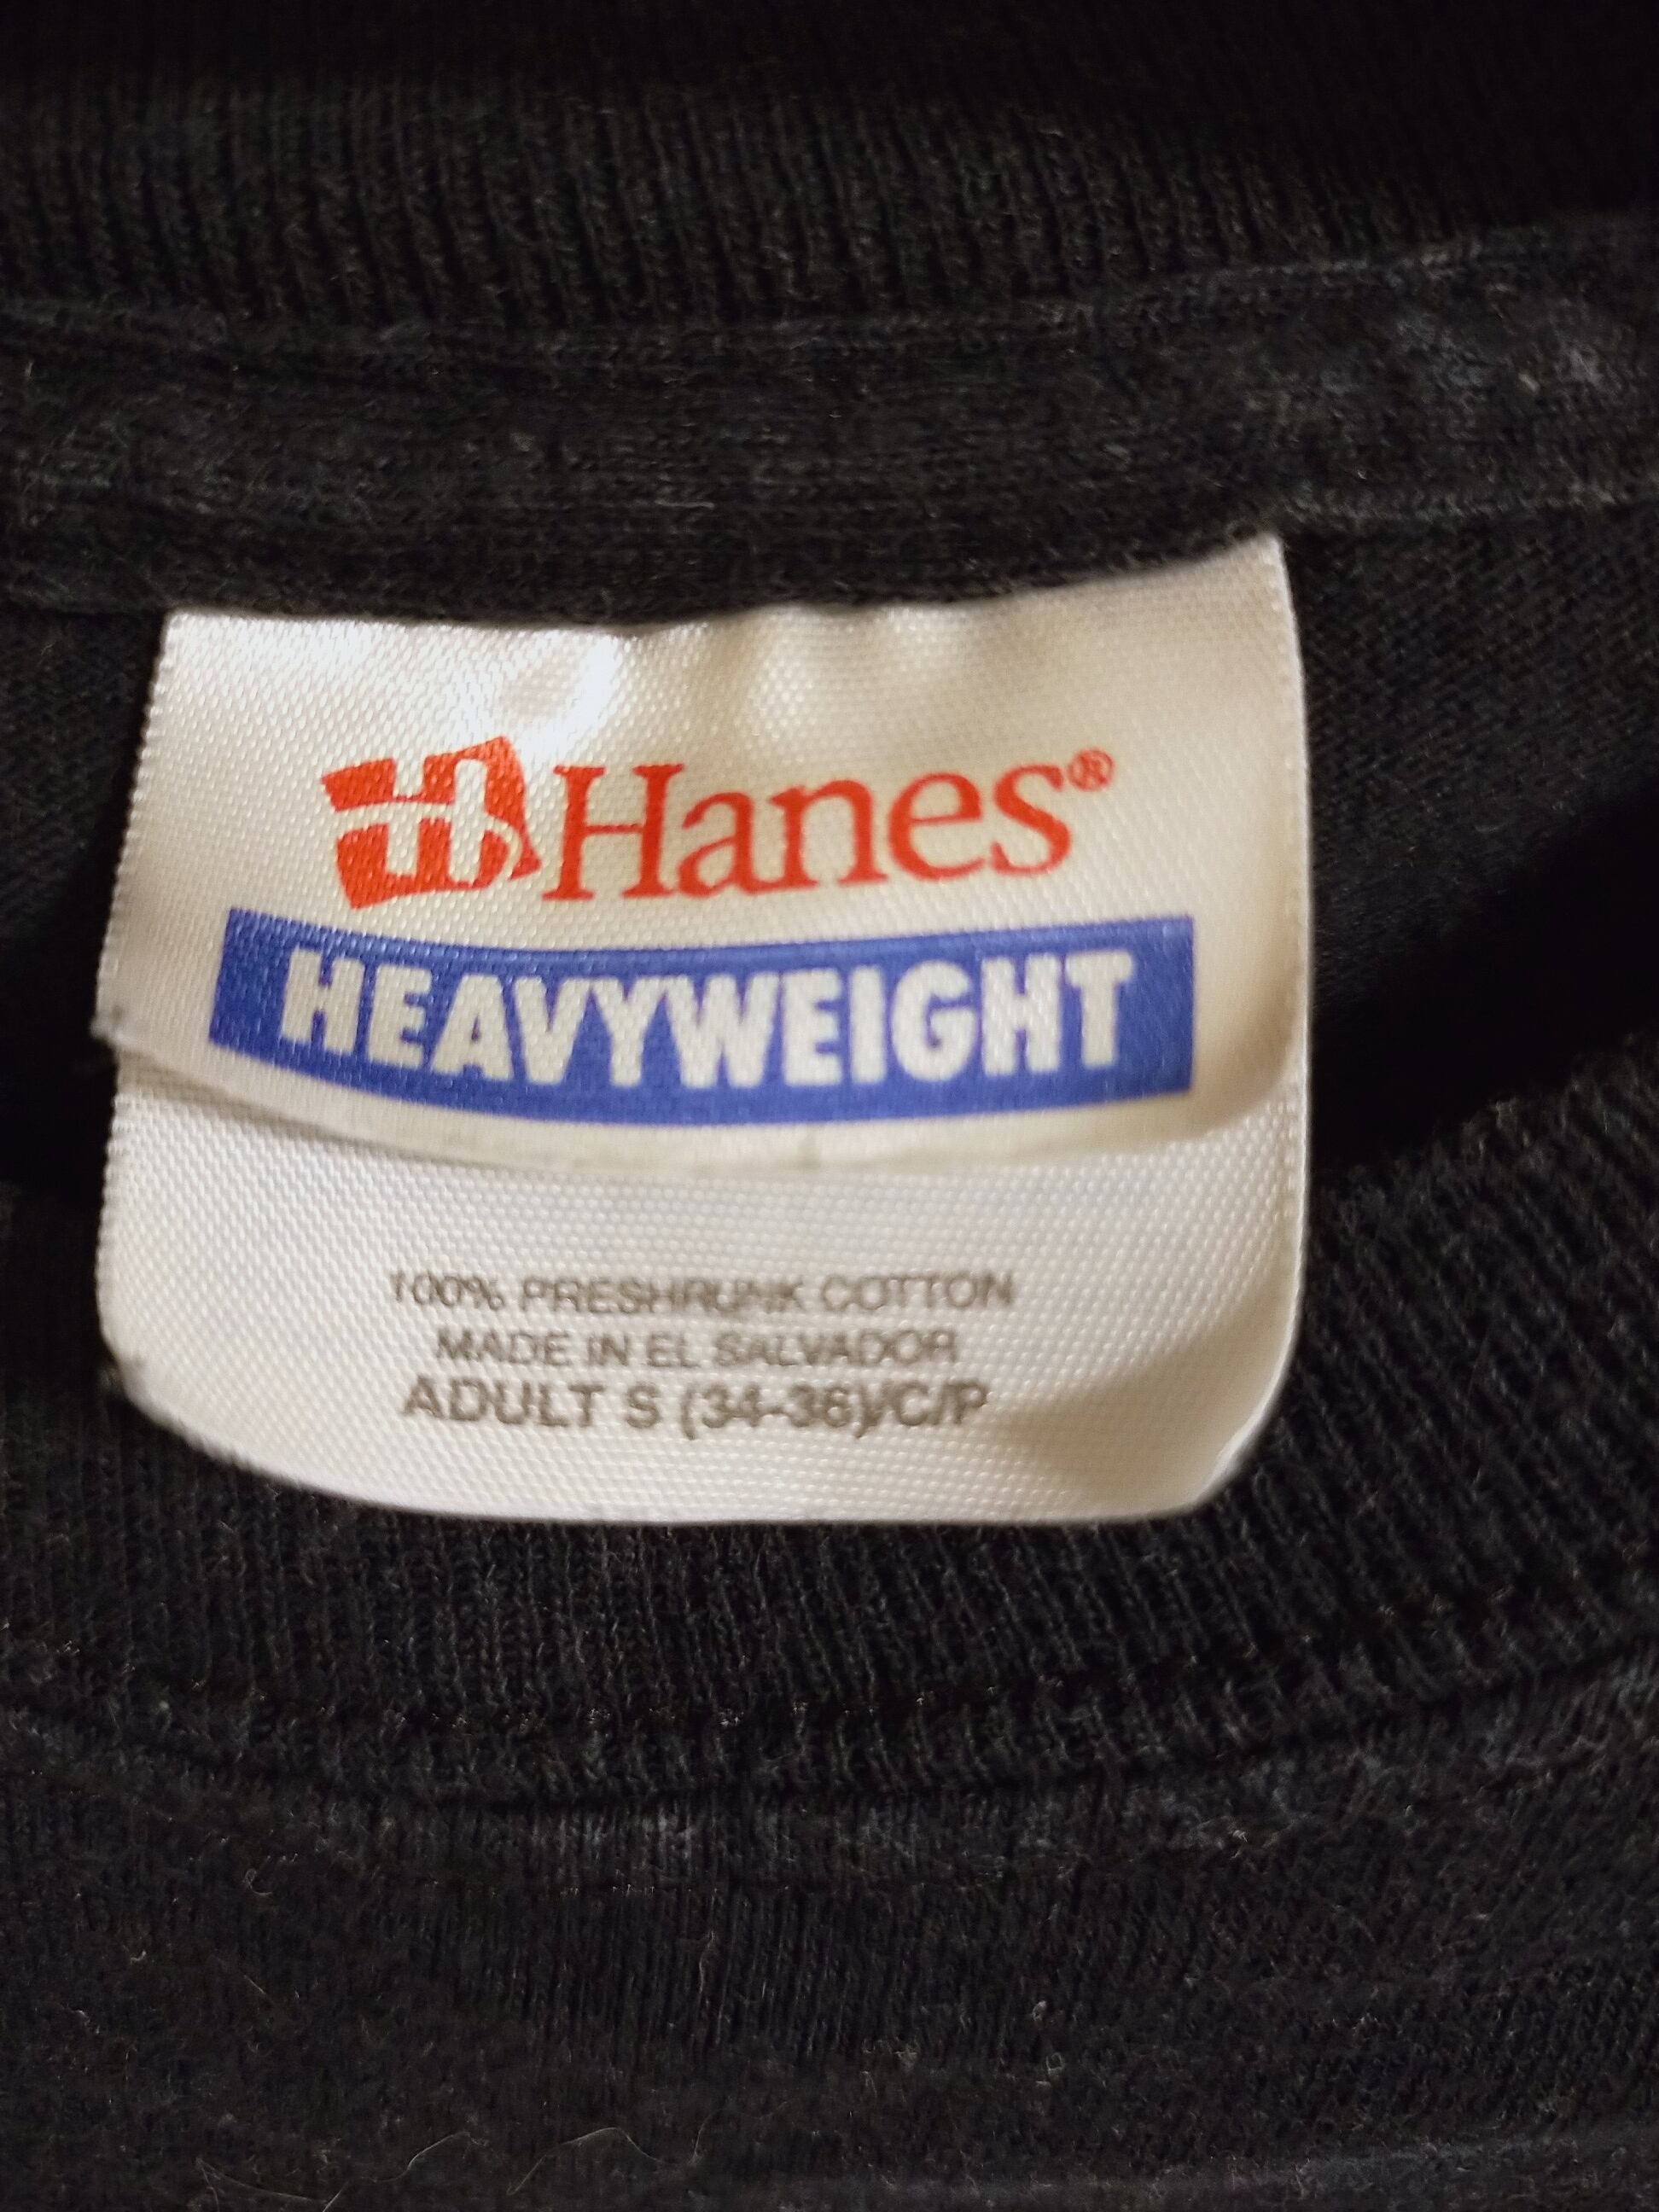 Hanes®
HEAVYWEIGHT
100% PRESHRUNK COTTON
MADE IN EL SALVADOR
ADULT S (34-36)/C/P